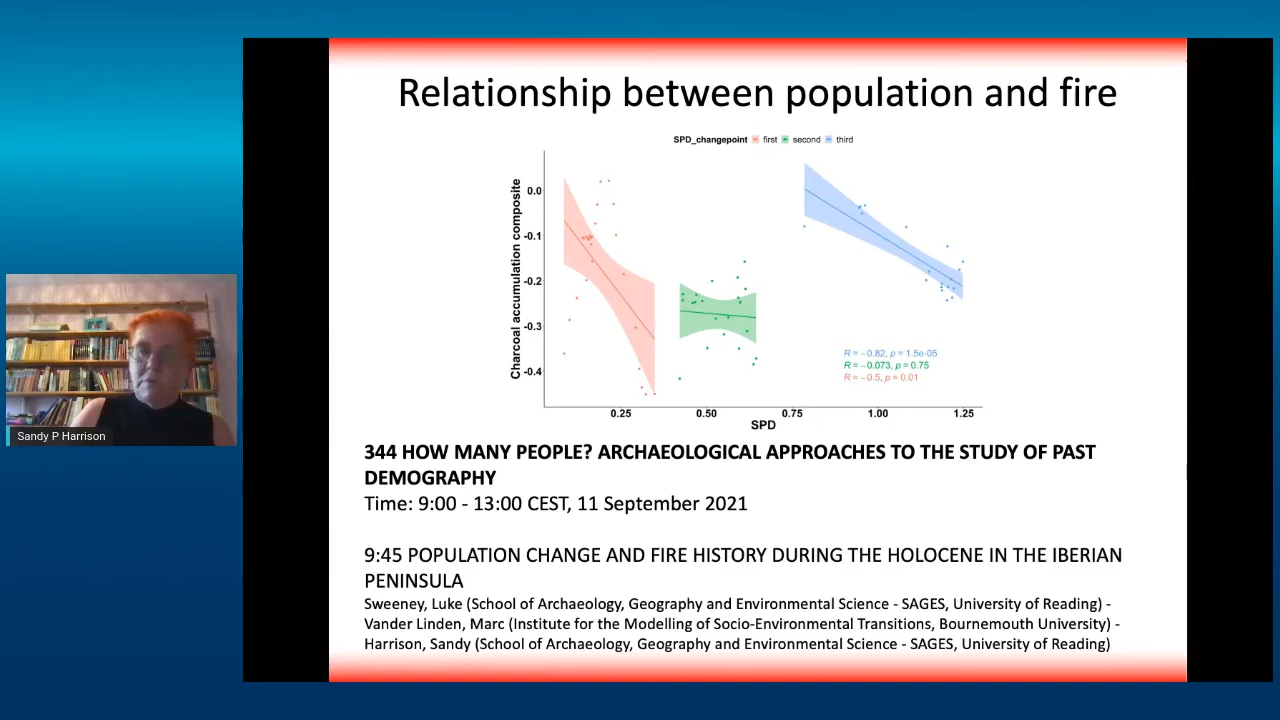 Relationship between population and fire
SPD_changepoint first second third
Charcoal accumulation composite
0.0
-0.1
-0.2
-0.3
-0.4
R = −0.82, p = 1.5e-05
R = −0.073, p = 0.75
R = −0.5, p = 0.01
0.25 0.50 0.75 1.00 1.25
SPD
Sandy P Harrison
344 HOW MANY PEOPLE? ARCHAEOLOGICAL APPROACHES TO THE STUDY OF PAST
DEMOGRAPHY
Time: 9:00 - 13:00 CEST, 11 September 2021
9:45 POPULATION CHANGE AND FIRE HISTORY DURING THE HOLOCENE IN THE IBERIAN
PENINSULA
Sweeney, Luke (School of Archaeology, Geography and Environmental Science - SAGES, University of Reading) -
Vander Linden, Marc (Institute for the Modelling of Socio-Environmental Transitions, Bournemouth University) -
Harrison, Sandy (School of Archaeology, Geography and Environmental Science - SAGES, University of Reading)